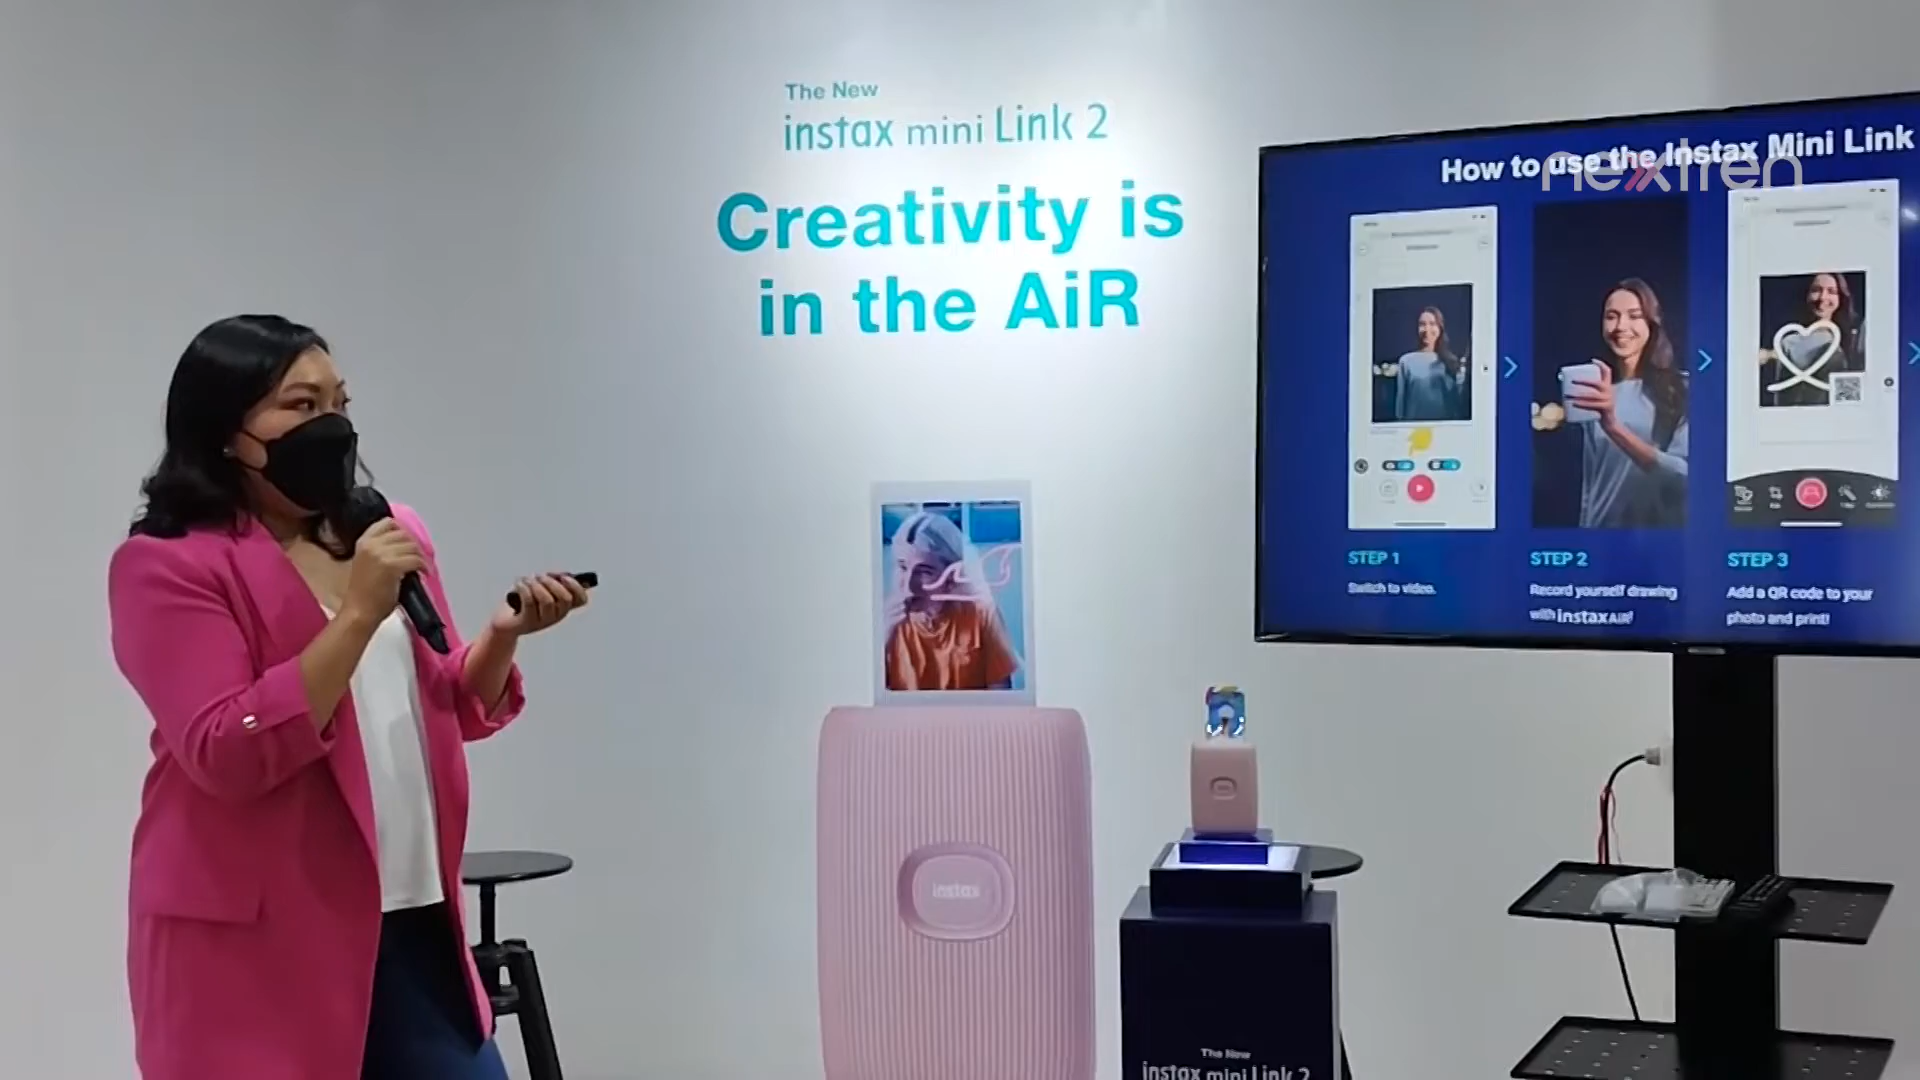 The New
instax mini Link 2
Creativity is
in the AiR
How to use the Instax Mini Link
nextren
STEP 1
Switch to video.
STEP 2
Record yourself drawing
with instax AiR!
STEP 3
Add a QR code to your
photo and print!
instax
The New
instax mini Link 2